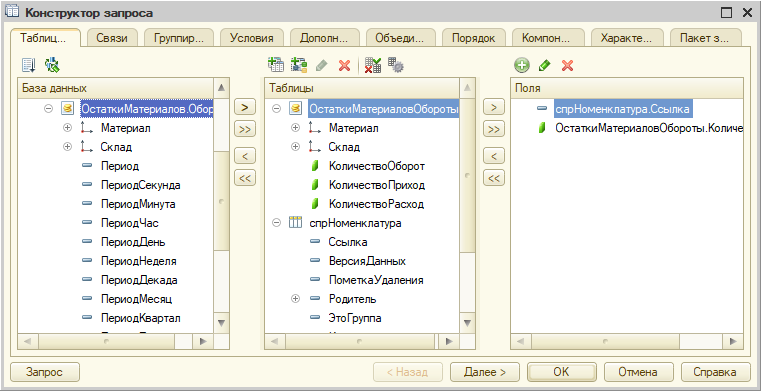 Конструктор запроса
Таблиц... Связи Группир... Условия Дополн... Объеди... Порядок Компон... Характе... Пакет з...
База данных
ОстаткиМатериалов.Обор
Материал
Склад
Период
ПериодСекунда
ПериодМинута
ПериодЧас
ПериодДень
ПериодНеделя
ПериодДекада
ПериодМесяц
ПериодКвартал
>
>>
<
<<
Таблицы
ОстаткиМатериаловОбороты
Материал
Склад
КоличествоОборот
КоличествоПриход
КоличествоРасход
спрНоменклатура
Ссылка
ВерсияДанных
ПометкаУдаления
Родитель
ЭтоГруппа
>
>>
<
<<
Поля
спрНоменклатура.Ссылка
ОстаткиМатериаловОбороты.Количе
Запрос < Назад Далее > OK Отмена Справка